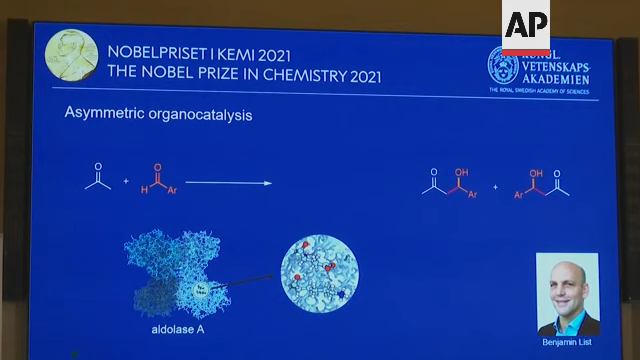 AP
NOBELPRISET I KEMI 2021
THE NOBEL PRIZE IN CHEMISTRY 2021
KUNGL.
VETENSKAPS
AKADEMIEN
THE ROYAL SWEDISH ACADEMY OF SCIENCES
Asymmetric organocatalysis
O + O H Ar
O OH Ar + OH O Ar
aldolase A
Benjamin List